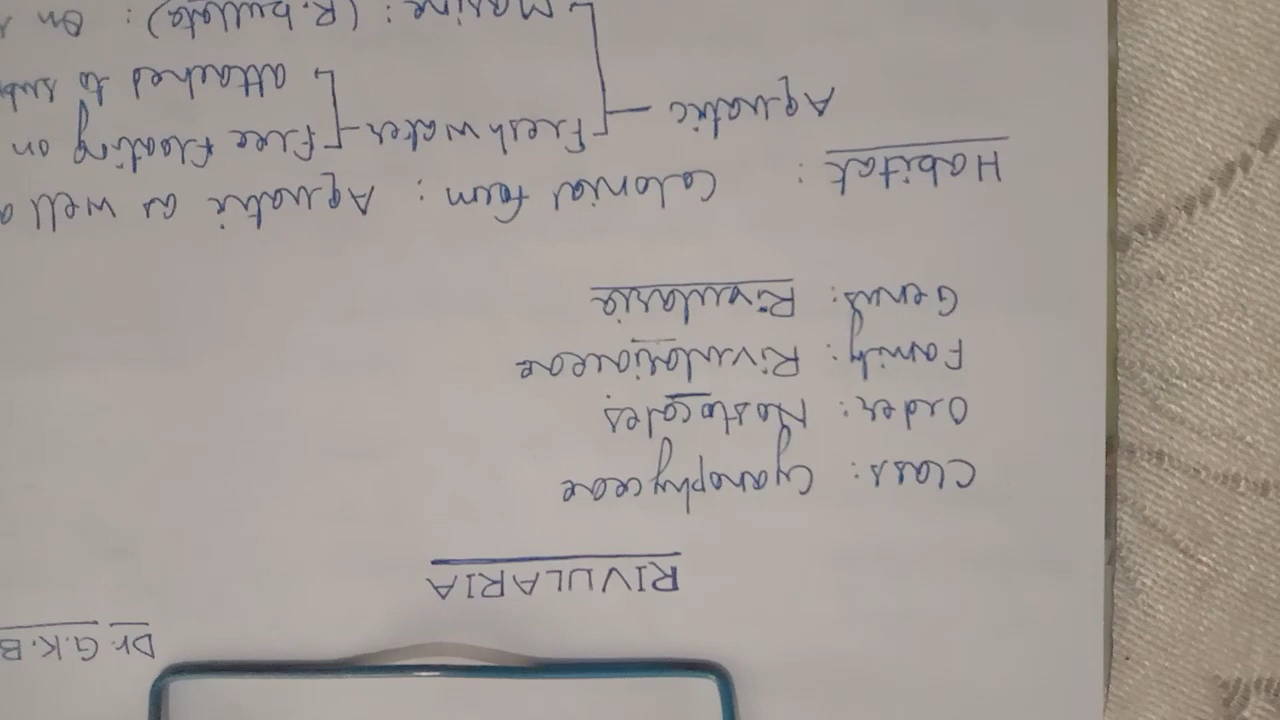 Dr. G.K.B
RIVULARIA
Class: Cyanophyceae
Order: Nostocales
Family: Rivulariaceae
Genus: Rivularia
Habitat: Colonial form: Aquatic as well a
Aquatic - Fresh water - Free floating on
attached to sub
Marine: (R. bullata): On